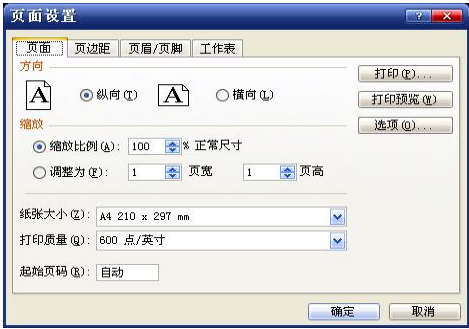 页面设置
页面 页边距 页眉/页脚 工作表
方向
打印(P)...
A 纵向(T) A 横向(L)
打印预览(W)
缩放
选项(O)...
缩放比例(A): 100 % 正常尺寸
调整为(F): 1 页宽 1 页高
纸张大小(Z): A4 210 x 297 mm
打印质量(Q): 600 点/英寸
起始页码(R): 自动
确定 取消